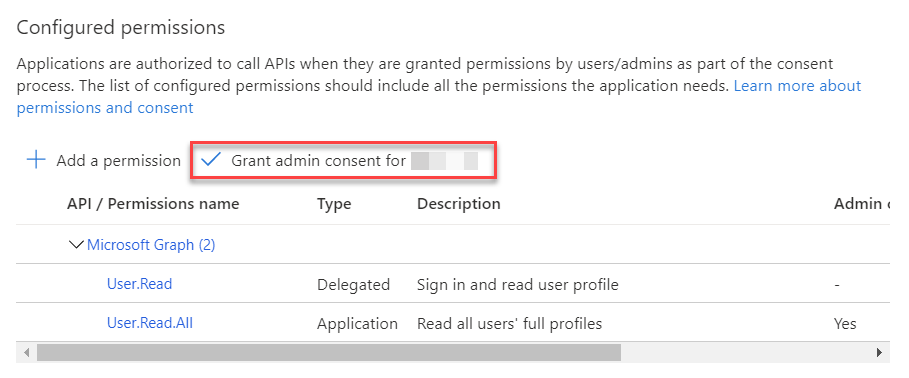 Configured permissions
Applications are authorized to call APIs when they are granted permissions by users/admins as part of the consent
process. The list of configured permissions should include all the permissions the application needs. Learn more about
permissions and consent
Add a permission Grant admin consent for
API / Permissions name Type Description Admin c
Microsoft Graph (2)
User.Read Delegated Sign in and read user profile -
User.Read.All Application Read all users' full profiles Yes